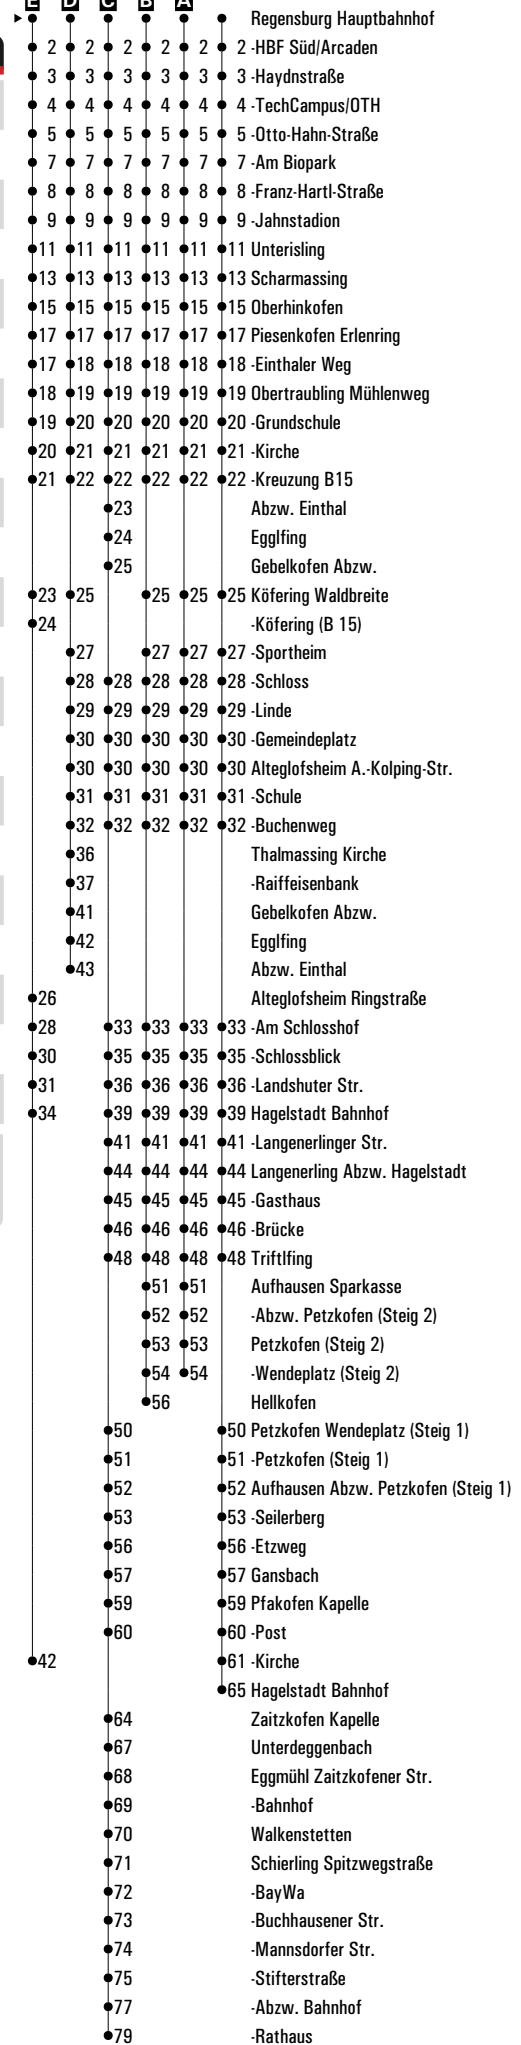 E D C B A
Regensburg Hauptbahnhof
2 2 2 2 2 2 -HBF Süd/Arcaden
3 3 3 3 3 3 -Haydnstraße
4 4 4 4 4 4 -TechCampus/OTH
5 5 5 5 5 5 -Otto-Hahn-Straße
7 7 7 7 7 7 -Am Biopark
8 8 8 8 8 8 -Franz-Hartl-Straße
9 9 9 9 9 9 -Jahnstadion
11 11 11 11 11 11 Unterisling
13 13 13 13 13 13 Scharmassing
15 15 15 15 15 15 Oberhinkofen
17 17 17 17 17 17 Piesenkofen Erlenring
17 18 18 18 18 18 -Einthaler Weg
18 19 19 19 19 19 Obertraubling Mühlenweg
19 20 20 20 20 20 -Grundschule
20 21 21 21 21 21 -Kirche
21 22 22 22 22 22 -Kreuzung B15
23 Abzw. Einthal
24 Egglfing
25 Gebelkofen Abzw.
23 25 25 25 25 Köfering Waldbreite
24 -Köfering (B 15)
27 27 27 27 -Sportheim
28 28 28 28 28 -Schloss
29 29 29 29 29 -Linde
30 30 30 30 30 -Gemeindeplatz
30 30 30 30 30 Alteglofsheim A.-Kolping-Str.
31 31 31 31 31 -Schule
32 32 32 32 32 -Buchenweg
36 Thalmassing Kirche
37 -Raiffeisenbank
41 Gebelkofen Abzw.
42 Egglfing
43 Abzw. Einthal
26 Alteglofsheim Ringstraße
28 33 33 33 33 -Am Schlosshof
30 35 35 35 35 -Schlossblick
31 36 36 36 36 -Landshuter Str.
34 39 39 39 39 Hagelstadt Bahnhof
41 41 41 41 -Langenerlinger Str.
44 44 44 44 Langenerling Abzw. Hagelstadt
45 45 45 45 -Gasthaus
46 46 46 46 -Brücke
48 48 48 48 Triftlfing
51 51 Aufhausen Sparkasse
52 52 -Abzw. Petzkofen (Steig 2)
53 53 Petzkofen (Steig 2)
54 54 -Wendeplatz (Steig 2)
56 Hellkofen
50 50 Petzkofen Wendeplatz (Steig 1)
51 51 -Petzkofen (Steig 1)
52 52 Aufhausen Abzw. Petzkofen (Steig 1)
53 53 -Seilerberg
56 56 -Etzweg
57 57 Gansbach
59 59 Pfakofen Kapelle
60 60 -Post
42 61 -Kirche
65 Hagelstadt Bahnhof
64 Zaitzkofen Kapelle
67 Unterdeggenbach
68 Eggmühl Zaitzkofener Str.
69 -Bahnhof
70 Walkenstetten
71 Schierling Spitzwegstraße
72 -BayWa
73 -Buchhausener Str.
74 -Mannsdorfer Str.
75 -Stifterstraße
77 -Abzw. Bahnhof
79 -Rathaus